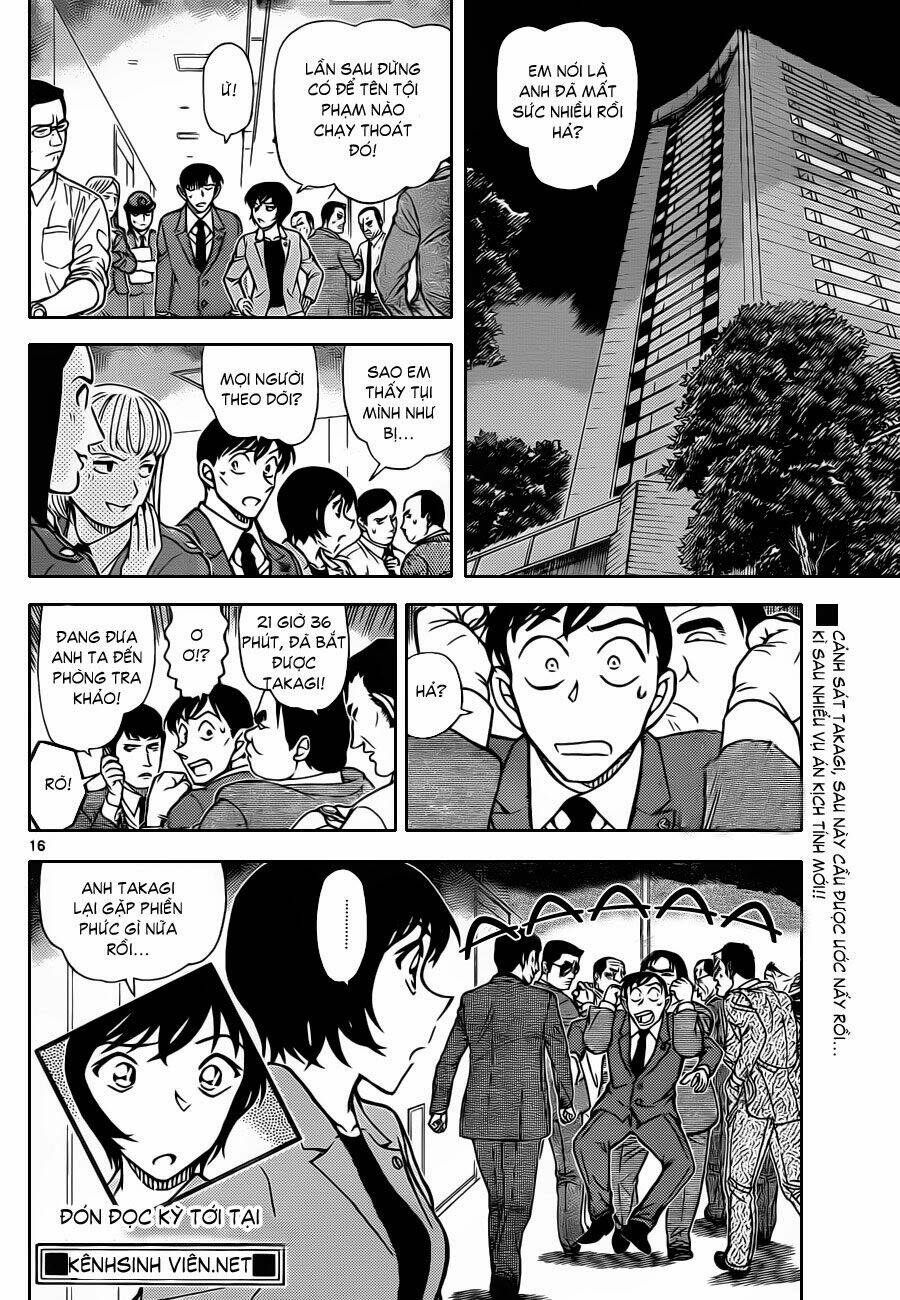 EM NÓI LÀ
ANH ĐÃ MẤT
SỨC NHIỀU RỒI
HẢ?
LẦN SAU ĐỪNG
CÓ ĐỂ TÊN TỘI
PHẠM NÀO
CHẠY THOÁT
ĐÓ!
Ừ!
SAO EM
THẤY TỤI
MÌNH NHƯ
BỊ...
MỌI NGƯỜI
THEO DÕI?
HẢ?
21 GIỜ 36
PHÚT, ĐÃ BẮT
ĐƯỢC
TAKAGI!
Ơ
Ơ!?
ĐANG ĐƯA
ANH TA ĐẾN
PHÒNG TRA
KHẢO!
RÕ!
CẢNH SÁT TAKAGI, SAU NÀY CẦU ĐƯỢC ƯỚC NẤY RỒI...
KÌ SAU NHIỀU VỤ ÁN KỊCH TÍNH MỚI!!
16
..........
ANH TAKAGI
LẠI GẶP PHIỀN
PHỨC GÌ NỮA
RỒI...
ĐÓN ĐỌC KỲ TỚI TẠI
KÊNHSINH VIÊN.NET